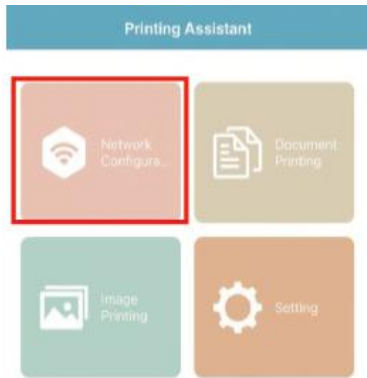 Printing Assistant
Network
Configura...
Document
Printing
Image
Printing
Setting